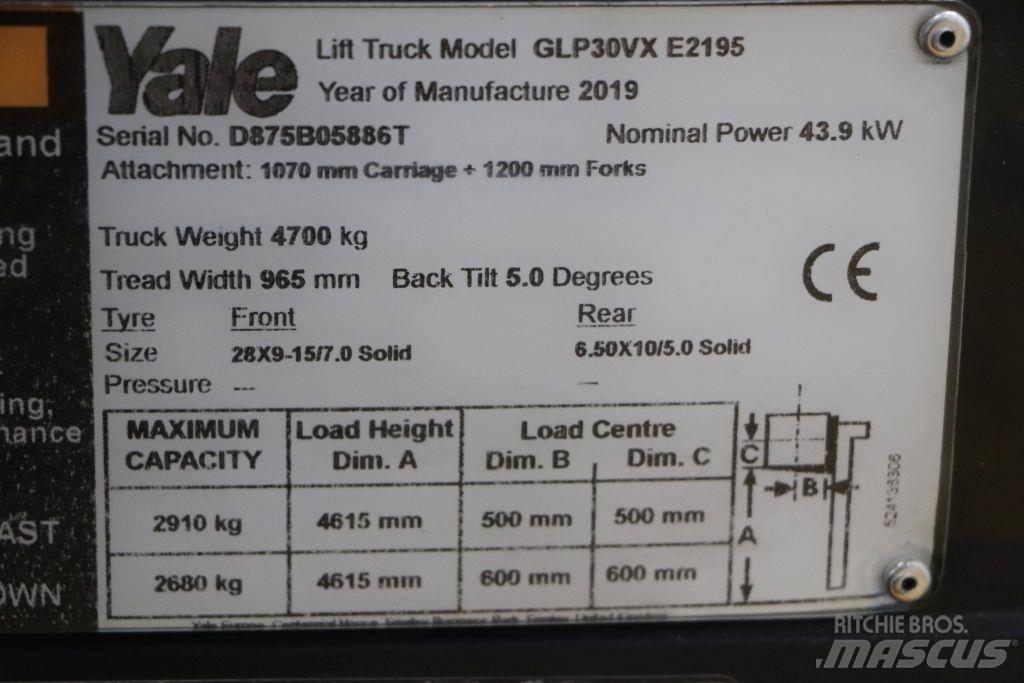 Yale
Lift Truck Model GLP30VX E2195
Year of Manufacture 2019
Serial No. D875B05886T Nominal Power 43.9 kW
Attachment: 1070 mm Carriage + 1200 mm Forks
Truck Weight 4700 kg
Tread Width 965 mm Back Tilt 5.0 Degrees
CE
Tyre Front Rear
Size 28X9-15/7.0 Solid 6.50X10/5.0 Solid
Pressure --- —
MAXIMUM CAPACITY Load Height Dim. A Load Centre Dim. B Dim. C
2910 kg 4615 mm 500 mm 500 mm
2680 kg 4615 mm 600 mm 600 mm
C
B
A
and
ng
ed
ing,
nance
AST
OWN
RITCHIE BROS.
MASCUS